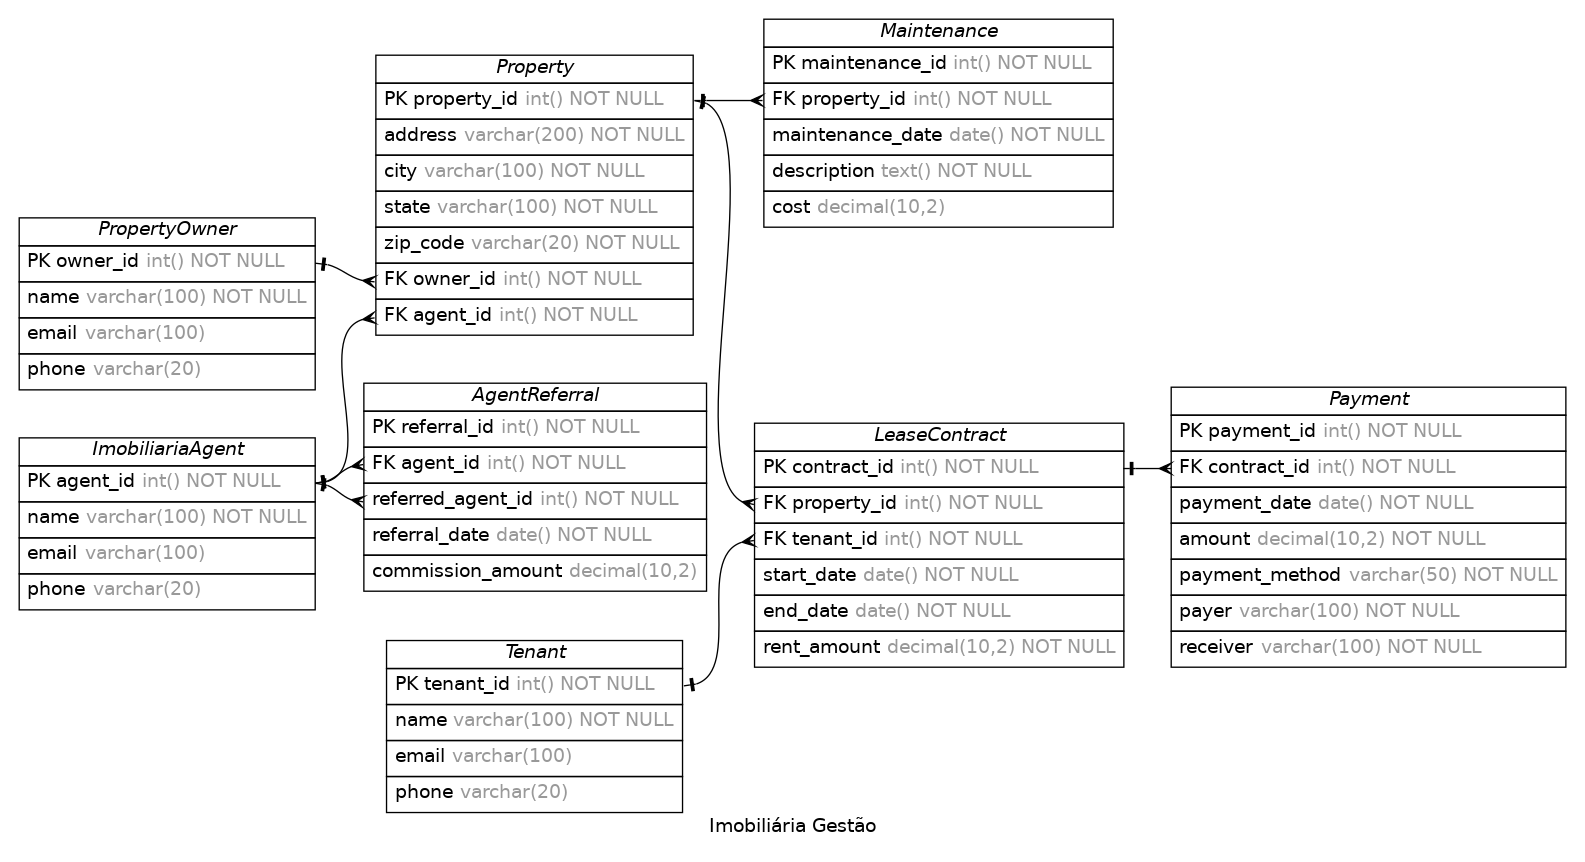 PropertyOwner
PK owner_id int() NOT NULL
name varchar(100) NOT NULL
email varchar(100)
phone varchar(20)
ImobiliariaAgent
PK agent_id int() NOT NULL
name varchar(100) NOT NULL
email varchar(100)
phone varchar(20)
Property
PK property_id int() NOT NULL
address varchar(200) NOT NULL
city varchar(100) NOT NULL
state varchar(100) NOT NULL
zip_code varchar(20) NOT NULL
FK owner_id int() NOT NULL
FK agent_id int() NOT NULL
AgentReferral
PK referral_id int() NOT NULL
FK agent_id int() NOT NULL
referred_agent_id int() NOT NULL
referral_date date() NOT NULL
commission_amount decimal(10,2)
Tenant
PK tenant_id int() NOT NULL
name varchar(100) NOT NULL
email varchar(100)
phone varchar(20)
Maintenance
PK maintenance_id int() NOT NULL
FK property_id int() NOT NULL
maintenance_date date() NOT NULL
description text() NOT NULL
cost decimal(10,2)
LeaseContract
PK contract_id int() NOT NULL
FK property_id int() NOT NULL
FK tenant_id int() NOT NULL
start_date date() NOT NULL
end_date date() NOT NULL
rent_amount decimal(10,2) NOT NULL
Payment
PK payment_id int() NOT NULL
FK contract_id int() NOT NULL
payment_date date() NOT NULL
amount decimal(10,2) NOT NULL
payment_method varchar(50) NOT NULL
payer varchar(100) NOT NULL
receiver varchar(100) NOT NULL
Imobiliária Gestão